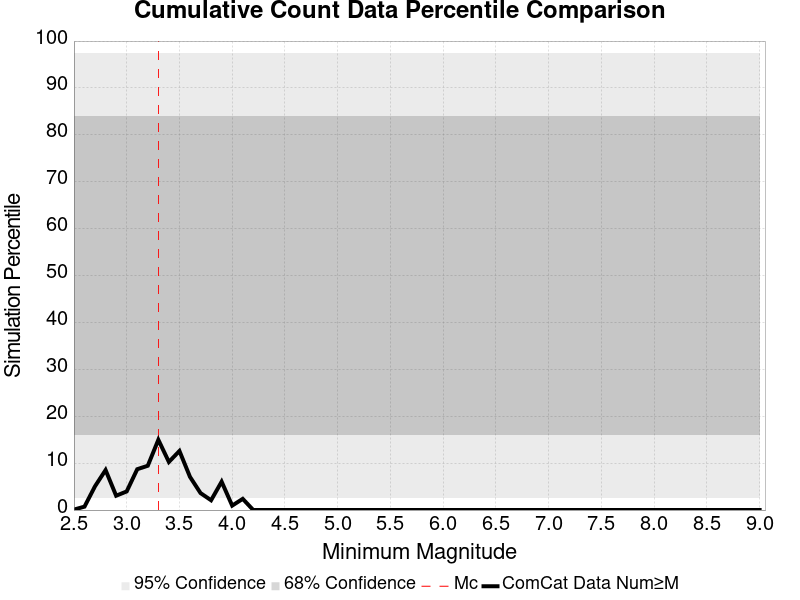 Cumulative Count Data Percentile Comparison
100
90
80
70
60
50
40
30
20
10
0
Simulation Percentile
2.5 3.0 3.5 4.0 4.5 5.0 5.5 6.0 6.5 7.0 7.5 8.0 8.5 9.0
Minimum Magnitude
95% Confidence 68% Confidence Mc ComCat Data Num≥M